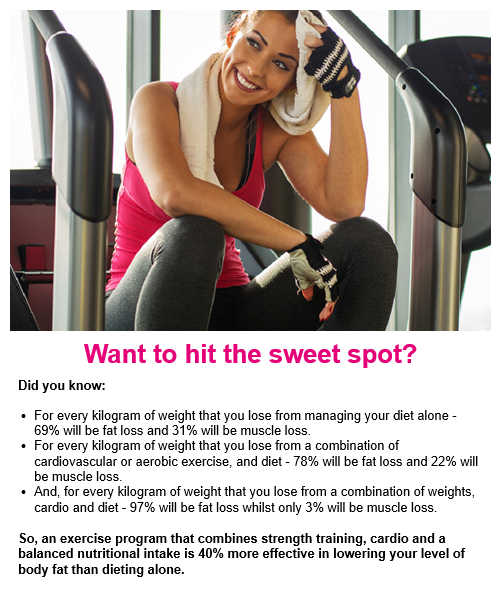 Want to hit the sweet spot?
Did you know:
• For every kilogram of weight that you lose from managing your diet alone -
69% will be fat loss and 31% will be muscle loss.
• For every kilogram of weight that you lose from a combination of
cardiovascular or aerobic exercise, and diet - 78% will be fat loss and 22% will
be muscle loss.
• And, for every kilogram of weight that you lose from a combination of weights,
cardio and diet - 97% will be fat loss whilst only 3% will be muscle loss.
So, an exercise program that combines strength training, cardio and a
balanced nutritional intake is 40% more effective in lowering your level of
body fat than dieting alone.